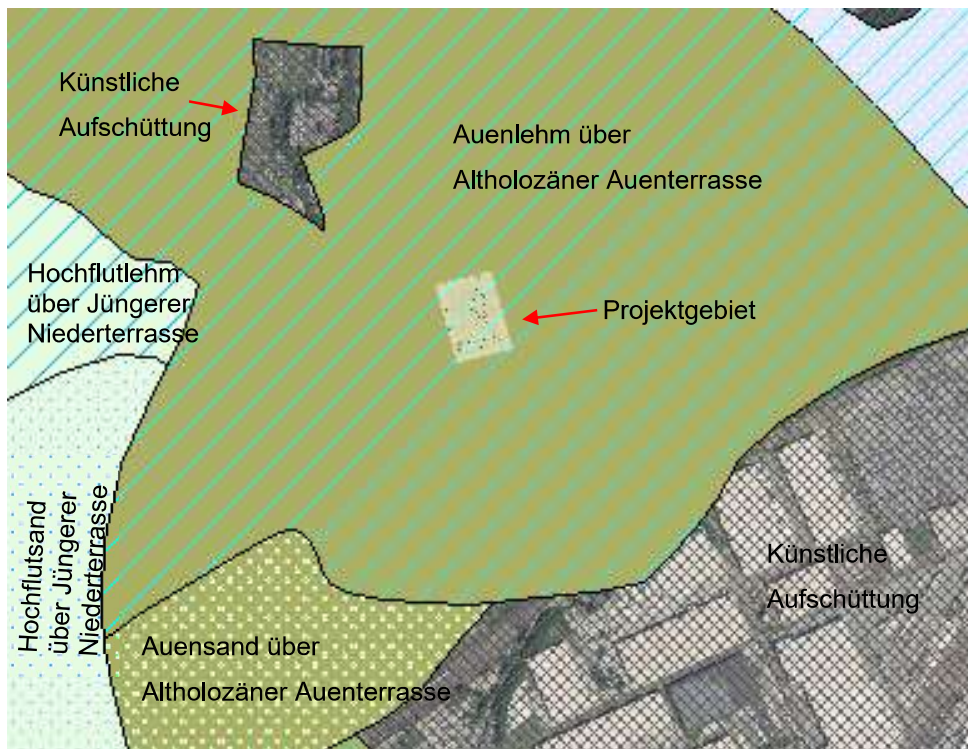 Künstliche
Aufschüttung
Auenlehm über
Altholozäner Auenterrasse
Hochflutlehm
über Jüngerer
Niederterrasse
Projektgebiet
Hochflutsand
über Jüngerer
Niederterrasse
Künstliche
Aufschüttung
Auensand über
Altholozäner Auenterrasse